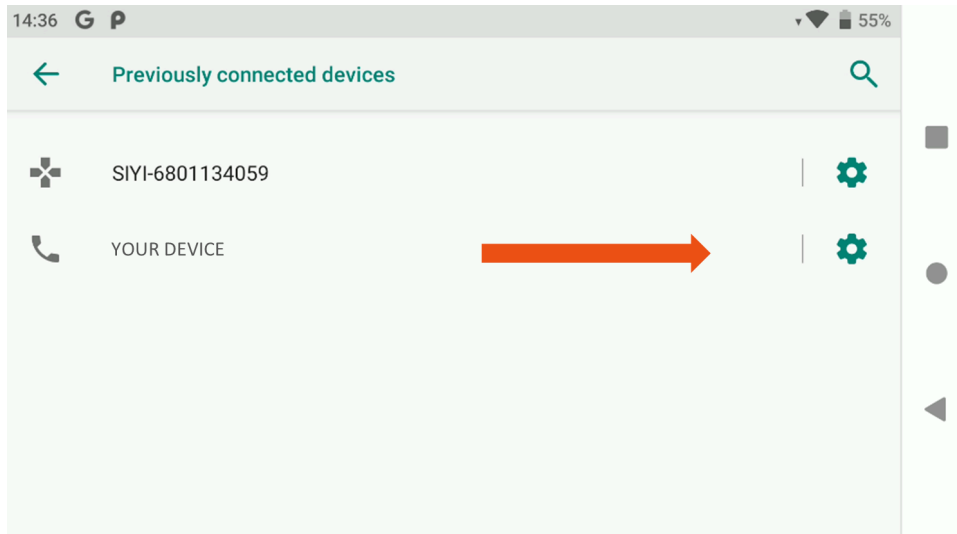 14:36 G P 55%
Previously connected devices
SIYI-6801134059
YOUR DEVICE